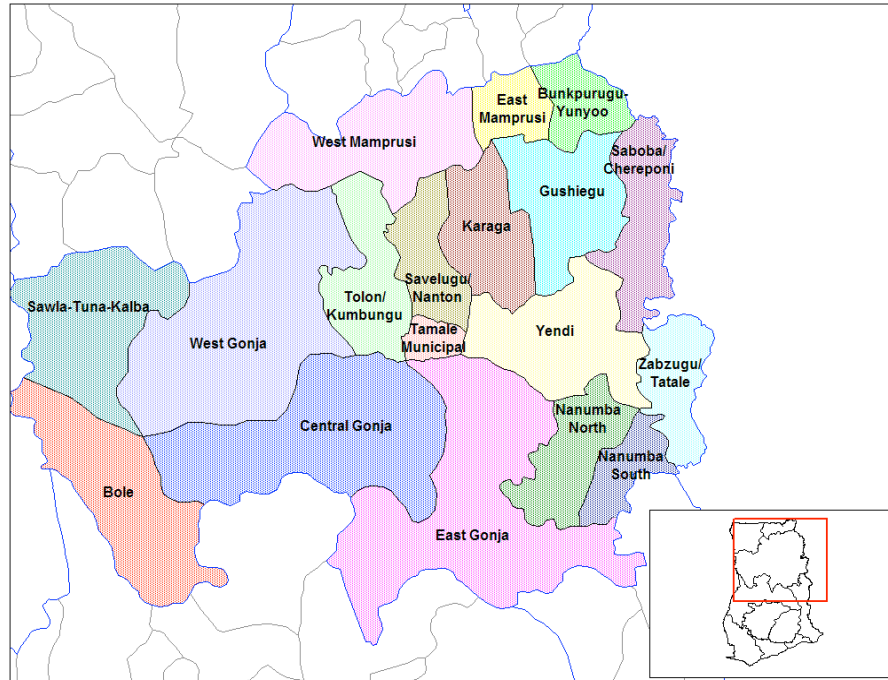 East
Mamprusi
Bunkpurugu-
Yunyoo
West Mamprusi
Saboba/
Chereponi
Gushiegu
Karaga
Savelugu/
Nanton
Tolon/
Kumbungu
Sawla-Tuna-Kalba
West Gonja
Tamale
Municipal
Yendi
Zabzugu/
Tatale
Nanumba
North
Central Gonja
Nanumba
South
Bole
East Gonja